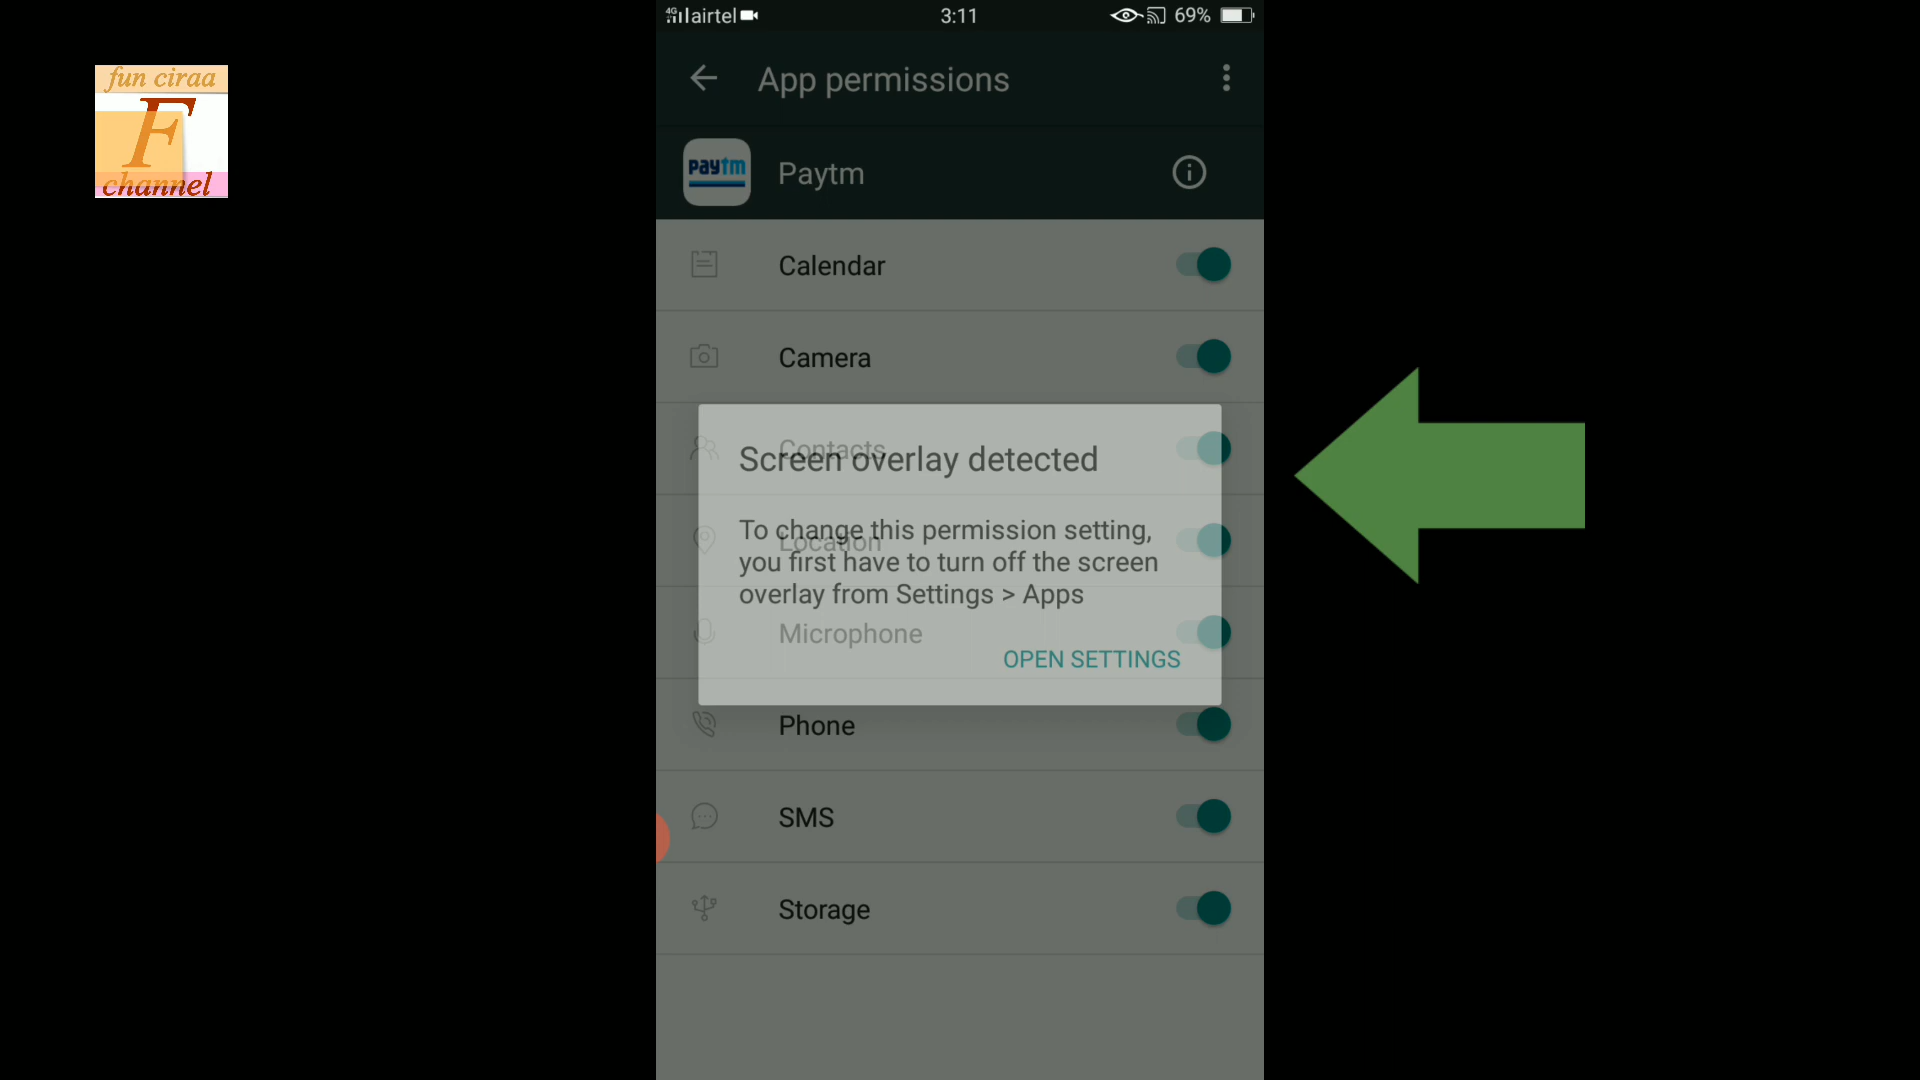 fun ciraa
F
channel
4G airtel 3:11 69%
App permissions
paytm Paytm
Calendar
Camera
Contacts
Screen overlay detected
To change this permission setting,
Location
you first have to turn off the screen
overlay from Settings > Apps
Microphone
OPEN SETTINGS
Phone
SMS
Storage